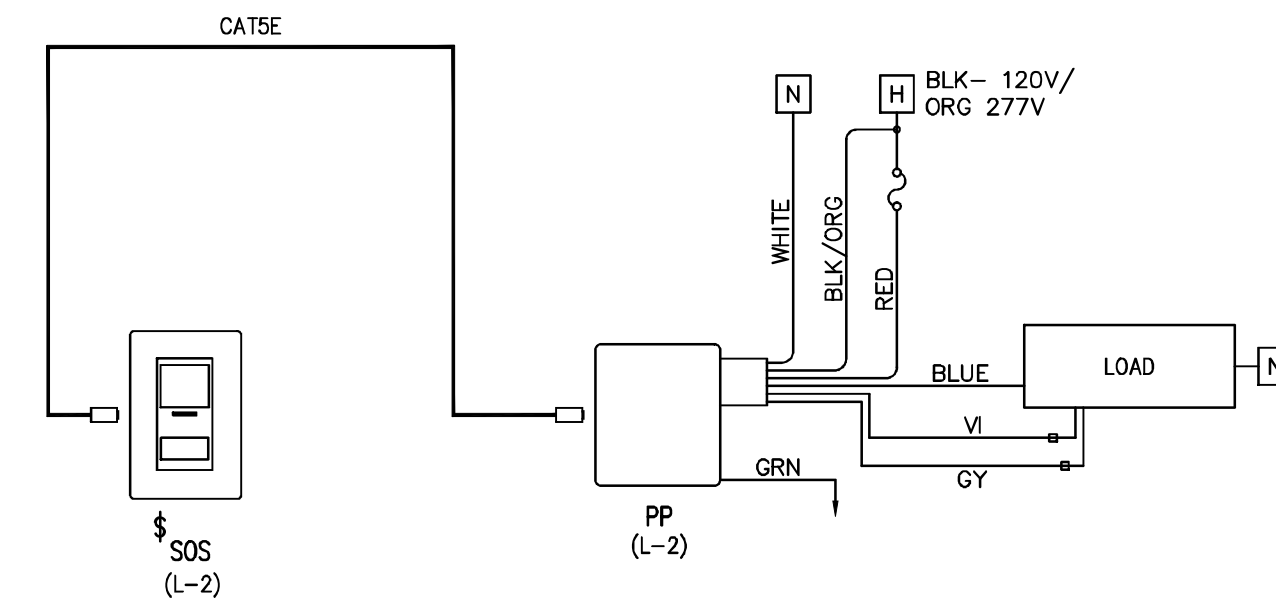 CAT5E
N
H
BLK- 120V/
ORG 277V
WHITE
BLK/ORG
RED
BLUE
LOAD
N
VI
GY
GRN
PP
(L-2)
$
SOS
(L-2)